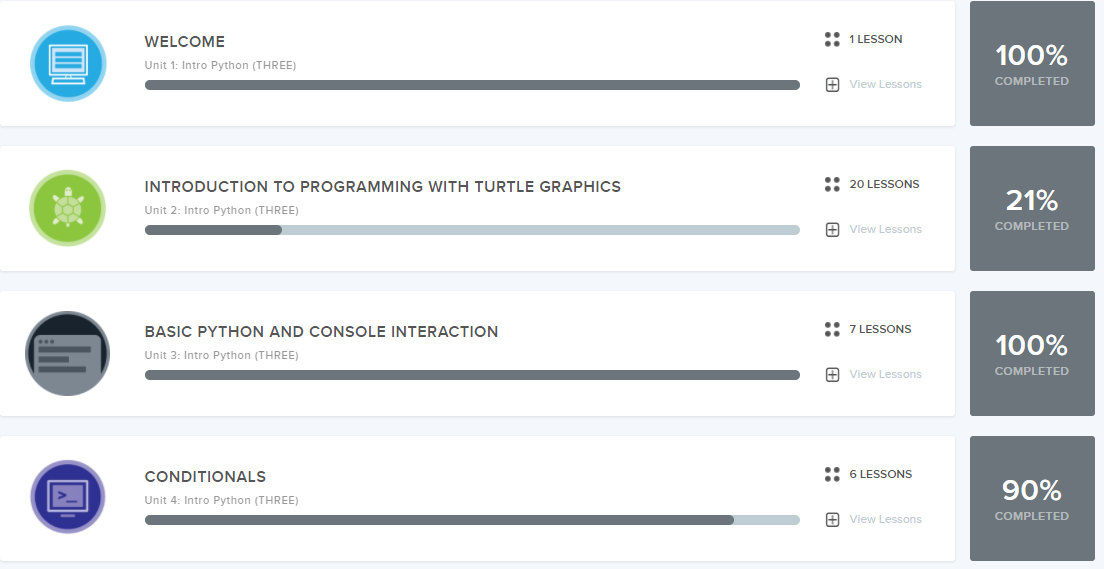 WELCOME
Unit 1: Intro Python (THREE)
1 LESSON
View Lessons
100%
COMPLETED
INTRODUCTION TO PROGRAMMING WITH TURTLE GRAPHICS
Unit 2: Intro Python (THREE)
20 LESSONS
View Lessons
21%
COMPLETED
BASIC PYTHON AND CONSOLE INTERACTION
Unit 3: Intro Python (THREE)
7 LESSONS
View Lessons
100%
COMPLETED
>_
CONDITIONALS
Unit 4: Intro Python (THREE)
6 LESSONS
View Lessons
90%
COMPLETED